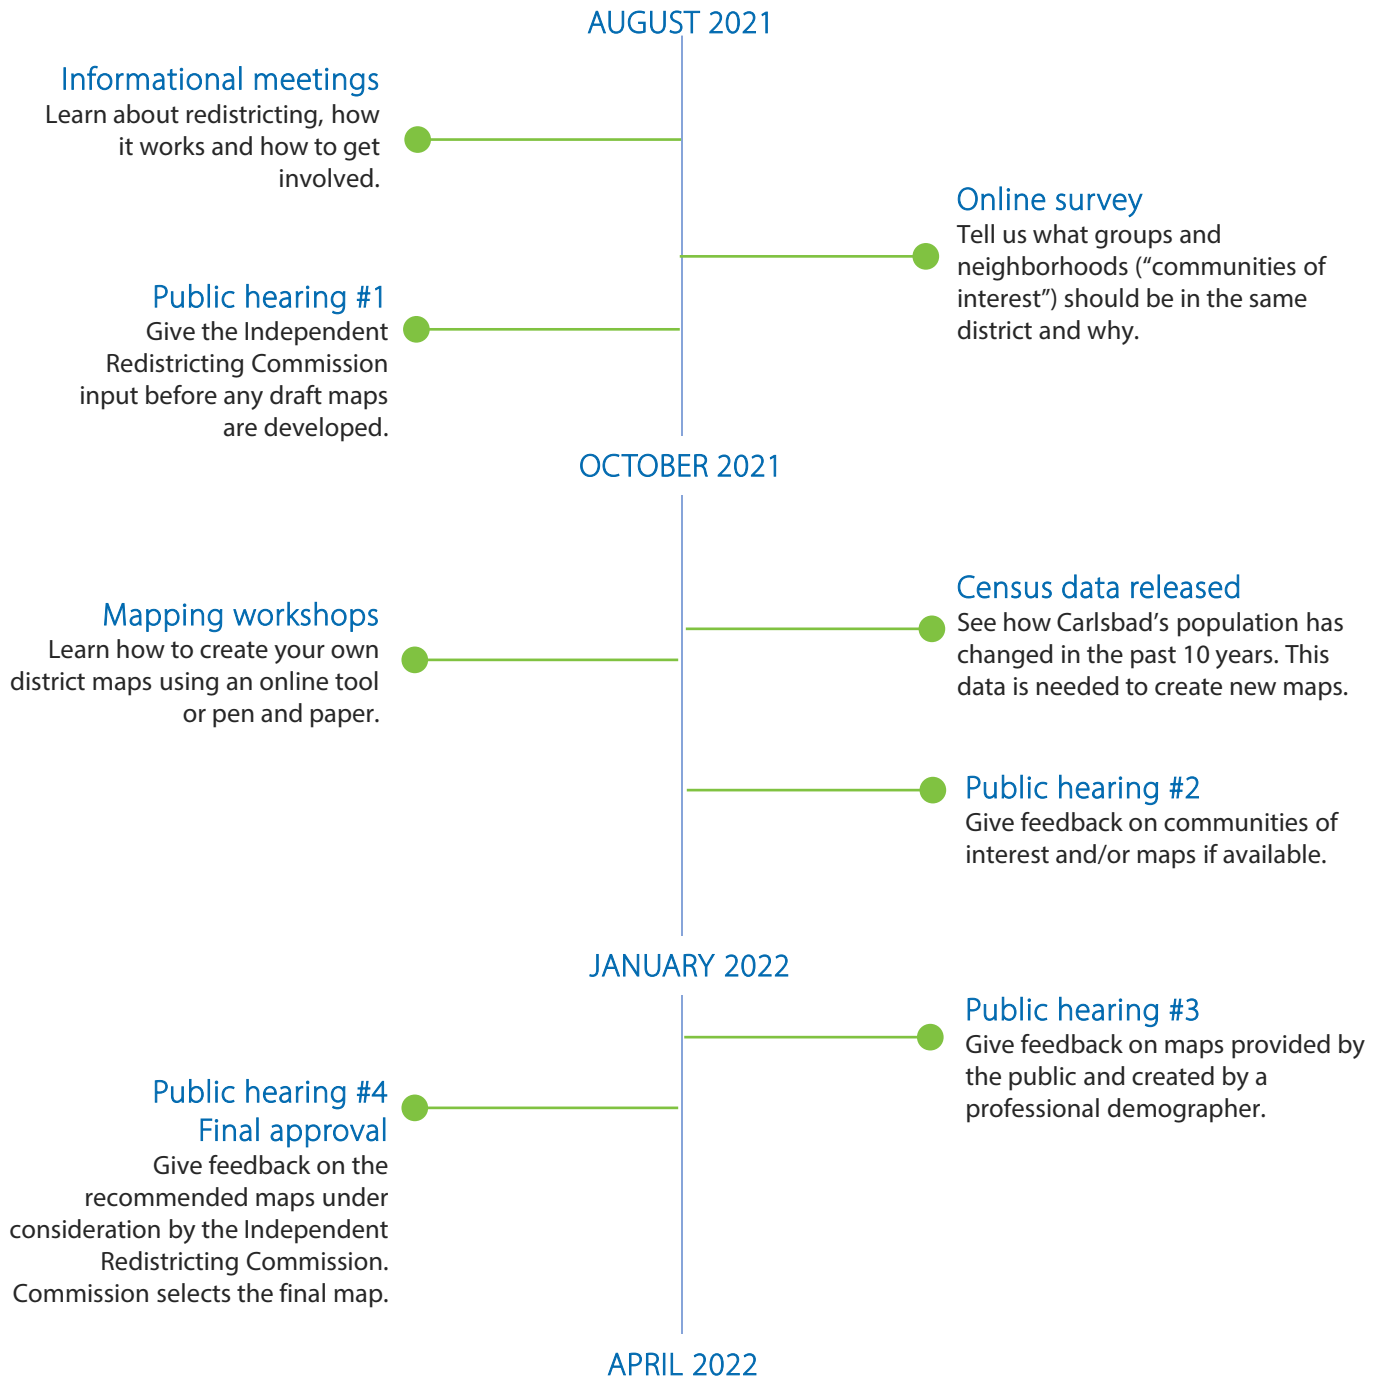 AUGUST 2021
Informational meetings
Learn about redistricting, how
it works and how to get
involved.
Online survey
Tell us what groups and
neighborhoods (“communities of
interest”) should be in the same
district and why.
Public hearing #1
Give the Independent
Redistricting Commission
input before any draft maps
are developed.
OCTOBER 2021
Census data released
See how Carlsbad’s population has
changed in the past 10 years. This
data is needed to create new maps.
Mapping workshops
Learn how to create your own
district maps using an online tool
or pen and paper.
Public hearing #2
Give feedback on communities of
interest and/or maps if available.
JANUARY 2022
Public hearing #3
Give feedback on maps provided by
the public and created by a
professional demographer.
Public hearing #4
Final approval
Give feedback on the
recommended maps under
consideration by the Independent
Redistricting Commission.
Commission selects the final map.
APRIL 2022